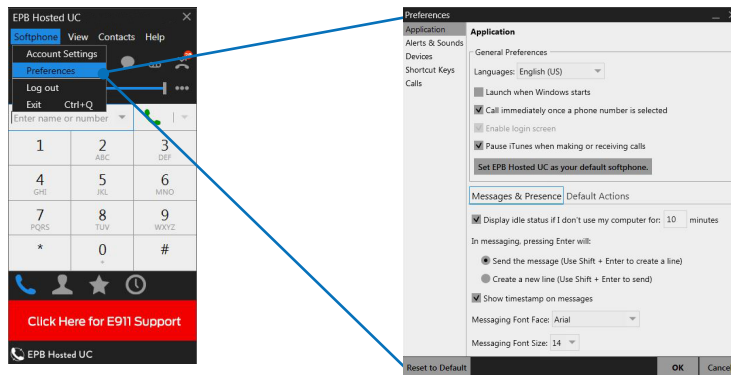 EPB Hosted UC
Softphone View Contacts Help
Account Settings
Preferences
Log out
Exit Ctrl+Q
Enter name or number
1 2 3
ABC DEF
4 5 6
GHI JKL MNO
7 8 9
PQRS TUV WXYZ
* 0 #
+
Click Here for E911 Support
EPB Hosted UC
Preferences
Application
Alerts & Sounds
Devices
Shortcut Keys
Calls
Application
General Preferences
Languages: English (US)
Launch when Windows starts
Call immediately once a phone number is selected
Enable login screen
Pause iTunes when making or receiving calls
Set EPB Hosted UC as your default softphone.
Messages & Presence Default Actions
Display idle status if I don't use my computer for: 10 minutes
In messaging, pressing Enter will:
Send the message (Use Shift + Enter to create a line)
Create a new line (Use Shift + Enter to send)
Show timestamp on messages
Messaging Font Face: Arial
Messaging Font Size: 14
Reset to Default OK Cancel